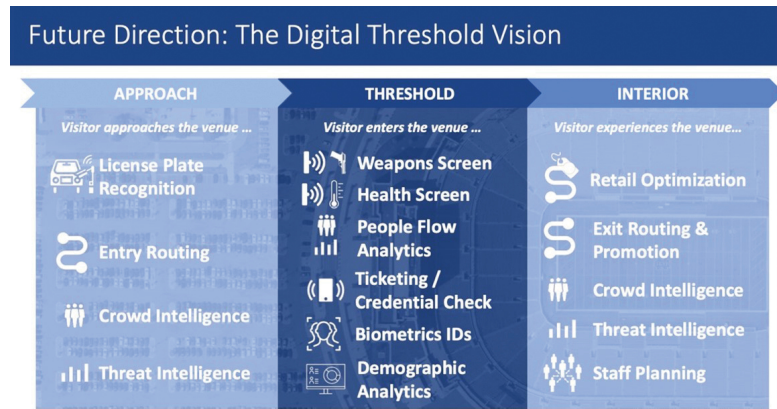 Future Direction: The Digital Threshold Vision
APPROACH
Visitor approaches the venue ...
License Plate
Recognition
Entry Routing
Crowd Intelligence
Threat Intelligence
THRESHOLD
Visitor enters the venue ...
Weapons Screen
Health Screen
People Flow
Analytics
Ticketing /
Credential Check
Biometrics IDs
Demographic
Analytics
INTERIOR
Visitor experiences the venue...
Retail Optimization
Exit Routing &
Promotion
Crowd Intelligence
Threat Intelligence
Staff Planning